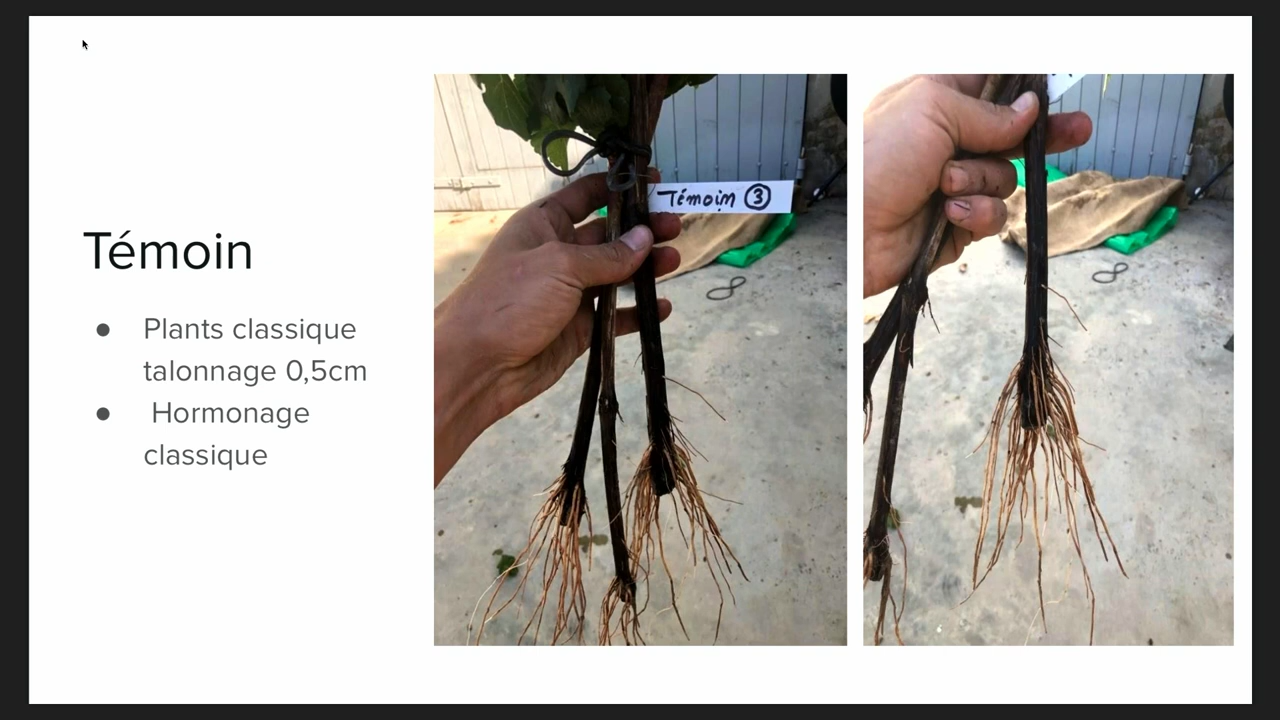 Témoin
● Plants classique
talonnage 0,5cm
● Hormonage
classique
Témoin ③